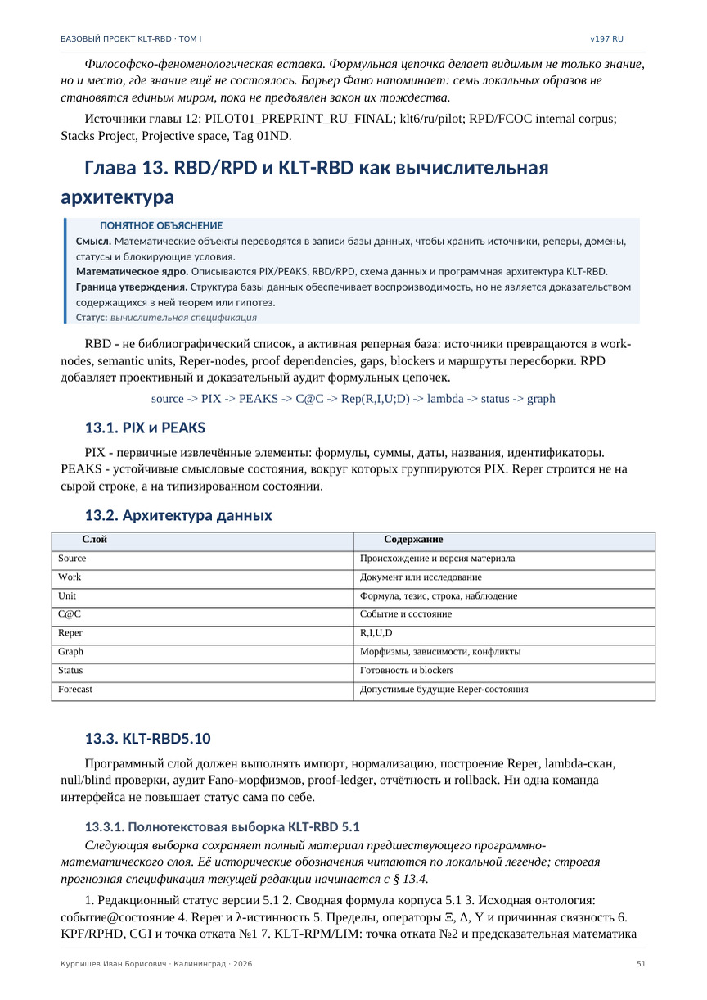 БАЗОВЫЙ ПРОЕКТ KLT-RBD · ТОМ I v197 RU
Философско-феноменологическая вставка. Формульная цепочка делает видимым не только знание,
но и место, где знание ещё не состоялось. Барьер Фано напоминает: семь локальных образов не
становятся единым миром, пока не предъявлен закон их тождества.
Источники главы 12: PILOT01_PREPRINT_RU_FINAL; klt6/ru/pilot; RPD/FCOC internal corpus;
Stacks Project, Projective space, Tag 01ND.
Глава 13. RBD/RPD и KLT-RBD как вычислительная
архитектура
ПОНЯТНОЕ ОБЪЯСНЕНИЕ
Смысл. Математические объекты переводятся в записи базы данных, чтобы хранить источники, реперы, домены,
статусы и блокирующие условия.
Математическое ядро. Описываются PIX/PEAKS, RBD/RPD, схема данных и программная архитектура KLT-RBD.
Граница утверждения. Структура базы данных обеспечивает воспроизводимость, но не является доказательством
содержащихся в ней теорем или гипотез.
Статус: вычислительная спецификация
RBD - не библиографический список, а активная реперная база: источники превращаются в work-
nodes, semantic units, Reper-nodes, proof dependencies, gaps, blockers и маршруты пересборки. RPD
добавляет проективный и доказательный аудит формульных цепочек.
source -> PIX -> PEAKS -> C@C -> Rep(R,I,U;D) -> lambda -> status -> graph
13.1. PIX и PEAKS
PIX - первичные извлечённые элементы: формулы, суммы, даты, названия, идентификаторы.
PEAKS - устойчивые смысловые состояния, вокруг которых группируются PIX. Reper строится не на
сырой строке, а на типизированном состоянии.
13.2. Архитектура данных
Слой Содержание
Source Происхождение и версия материала
Work Документ или исследование
Unit Формула, тезис, строка, наблюдение
C@C Событие и состояние
Reper R,I,U,D
Graph Морфизмы, зависимости, конфликты
Status Готовность и blockers
Forecast Допустимые будущие Reper-состояния
13.3. KLT-RBD5.10
Программный слой должен выполнять импорт, нормализацию, построение Reper, lambda-скан,
null/blind проверки, аудит Fano-морфизмов, proof-ledger, отчётность и rollback. Ни одна команда
интерфейса не повышает статус сама по себе.
13.3.1. Полнотекстовая выборка KLT-RBD 5.1
Следующая выборка сохраняет полный материал предшествующего программно-
математического слоя. Её исторические обозначения читаются по локальной легенде; строгая
прогнозная спецификация текущей редакции начинается с § 13.4.
1. Редакционный статус версии 5.1 2. Сводная формула корпуса 5.1 3. Исходная онтология:
событие@состояние 4. Reper и λ-истинность 5. Пределы, операторы Ξ, Δ, Υ и причинная связность 6.
KPF/RPHD, CGI и точка отката №1 7. KLT-RPM/LIM: точка отката №2 и предсказательная математика
Курпишев Иван Борисович · Калининград · 2026 51